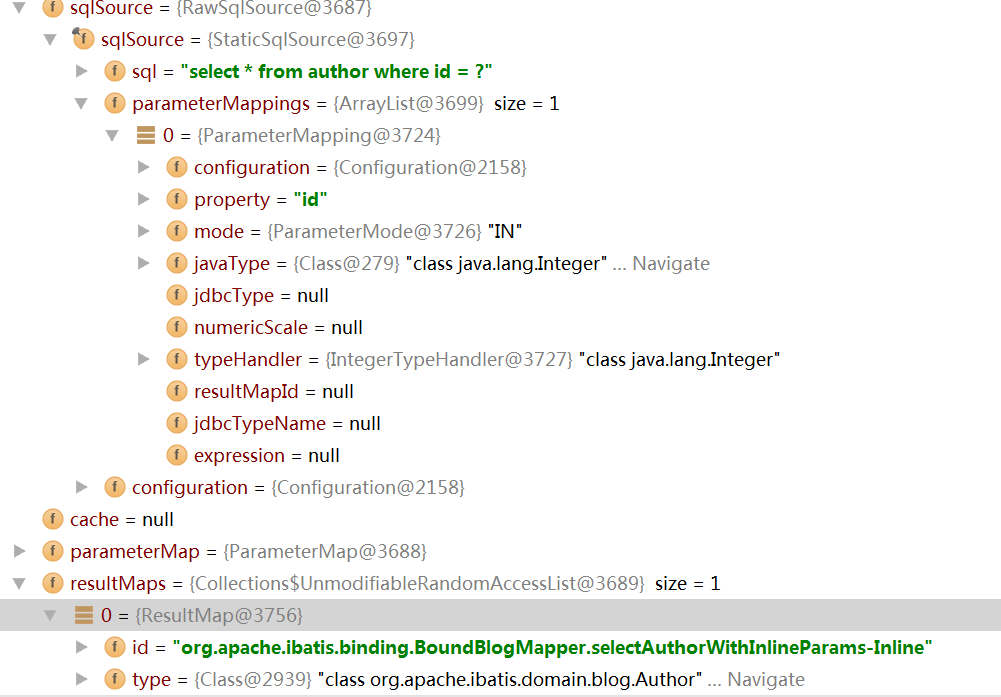 f sqlSource = {RawSqlSource@3687}
f sqlSource = {StaticSqlSource@3697}
f sql = "select * from author where id = ?"
f parameterMappings = {ArrayList@3699} size = 1
0 = {ParameterMapping@3724}
f configuration = {Configuration@2158}
f property = "id"
f mode = {ParameterMode@3726} "IN"
f javaType = {Class@279} "class java.lang.Integer" ... Navigate
f jdbcType = null
f numericScale = null
f typeHandler = {IntegerTypeHandler@3727} "class java.lang.Integer"
f resultMapId = null
f jdbcTypeName = null
f expression = null
f configuration = {Configuration@2158}
f cache = null
f parameterMap = {ParameterMap@3688}
f resultMaps = {Collections$UnmodifiableRandomAccessList@3689} size = 1
0 = {ResultMap@3756}
f id = "org.apache.ibatis.binding.BoundBlogMapper.selectAuthorWithInlineParams-Inline"
f type = {Class@2939} "class org.apache.ibatis.domain.blog.Author" ... Navigate